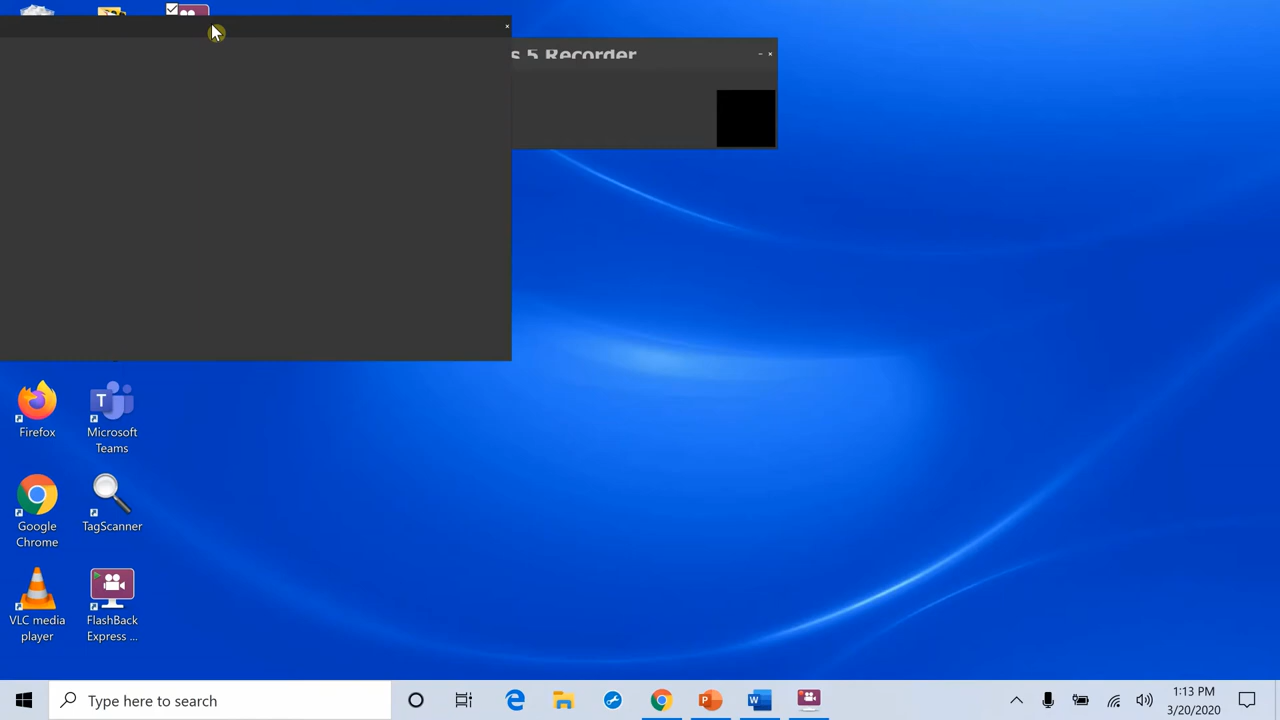 s 5 Recorder
Firefox
Microsoft
Teams
Google
Chrome
TagScanner
VLC media
player
FlashBack
Express ...
Type here to search
1:13 PM
3/20/2020